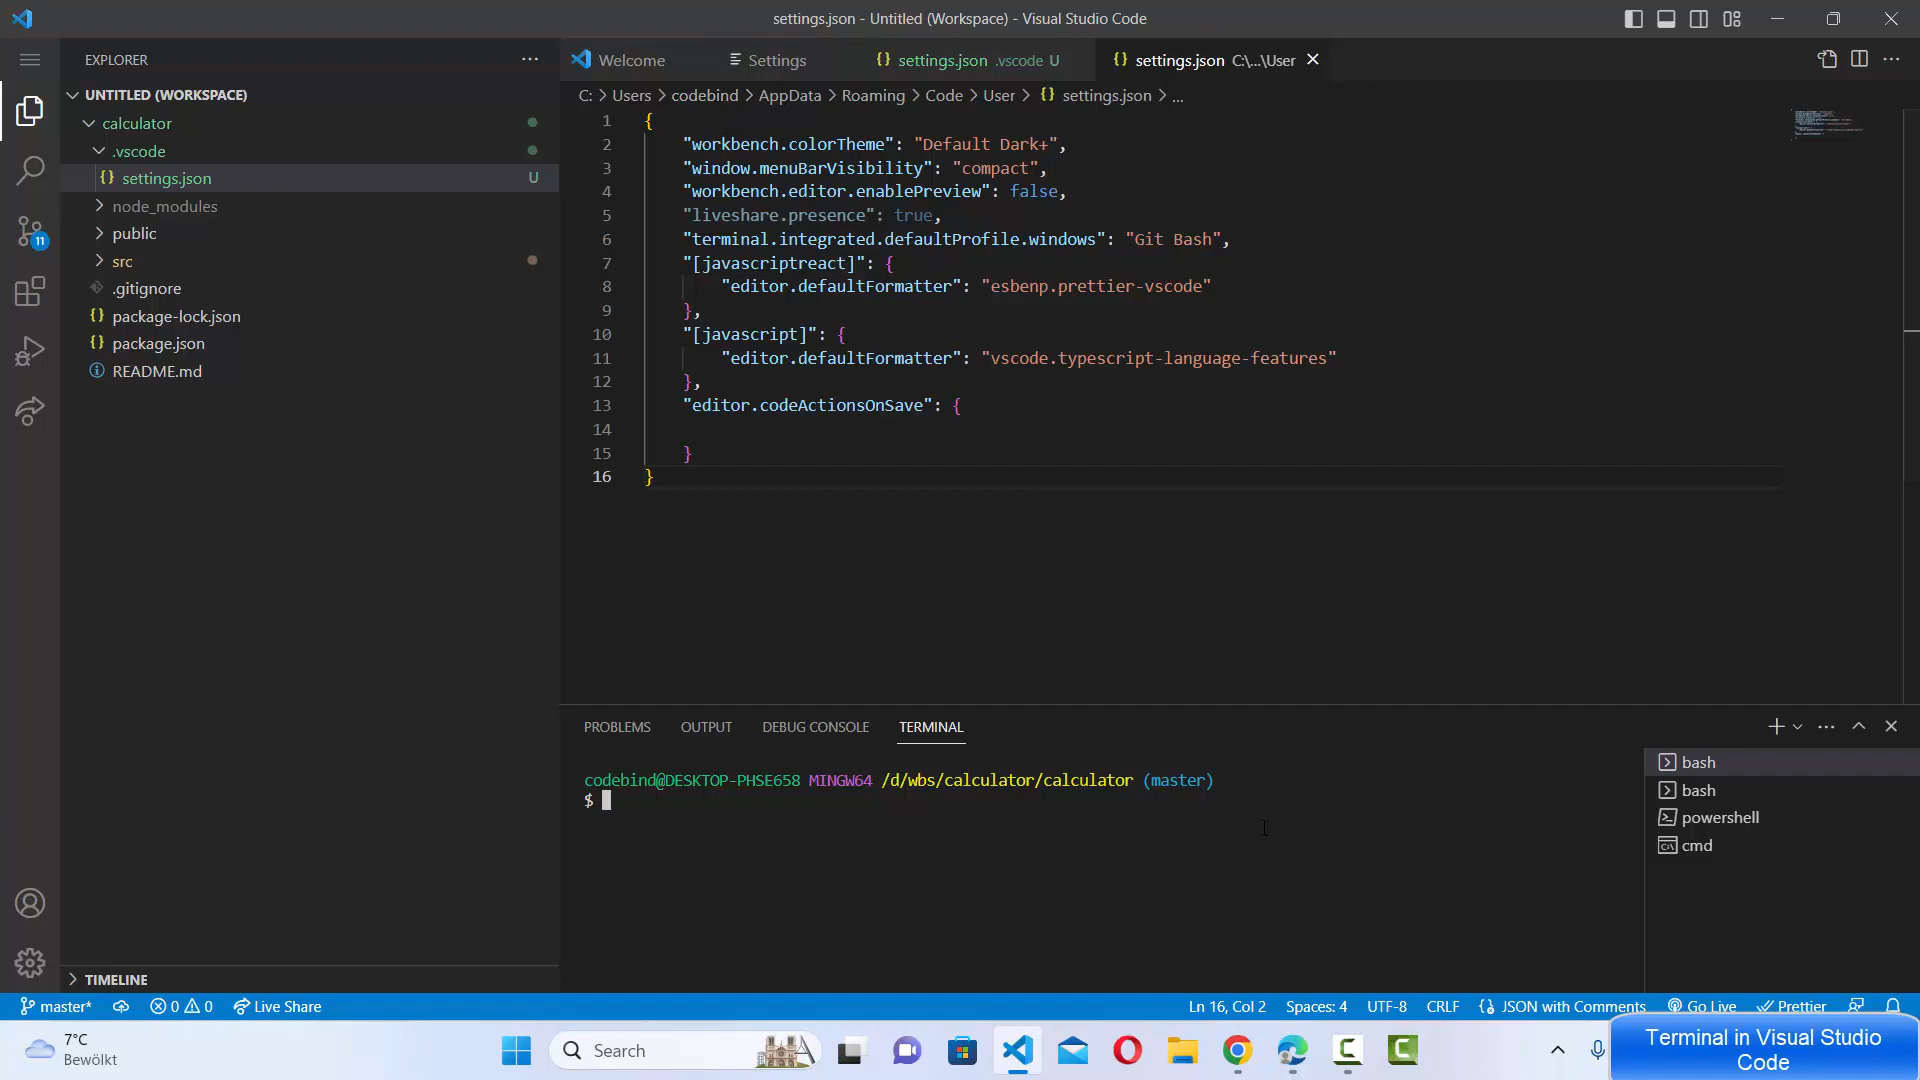 settings.json - Untitled (Workspace) - Visual Studio Code
EXPLORER
UNTITLED (WORKSPACE)
calculator
.vscode
settings.json U
node_modules
public
src
.gitignore
package-lock.json
package.json
README.md
11
TIMELINE
Welcome Settings settings.json .vscode U settings.json C:\...\User
C: > Users > codebind > AppData > Roaming > Code > User > {} settings.json > ...
1 {
2 "workbench.colorTheme": "Default Dark+",
3 "window.menuBarVisibility": "compact",
4 "workbench.editor.enablePreview": false,
5 "liveshare.presence": true,
6 "terminal.integrated.defaultProfile.windows": "Git Bash",
7 "[javascriptreact]": {
8 "editor.defaultFormatter": "esbenp.prettier-vscode"
9 },
10 "[javascript]": {
11 "editor.defaultFormatter": "vscode.typescript-language-features"
12 },
13 "editor.codeActionsOnSave": {
14
15 }
16 }
PROBLEMS OUTPUT DEBUG CONSOLE TERMINAL
codebind@DESKTOP-PHSE658 MINGW64 /d/wbs/calculator/calculator (master)
$
bash
bash
powershell
cmd
master* 0 0 Live Share Ln 16, Col 2 Spaces: 4 UTF-8 CRLF {} JSON with Comments Go Live Prettier
7°C
Bewölkt
Search
Terminal in Visual Studio
Code